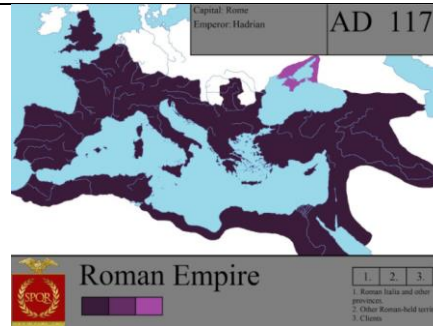 Capital: Rome
Emperor: Hadrian
AD 117
SPQR
Roman Empire
1. 2. 3.
1. Roman Italia and other
provinces.
2. Other Roman-held
3. Clients